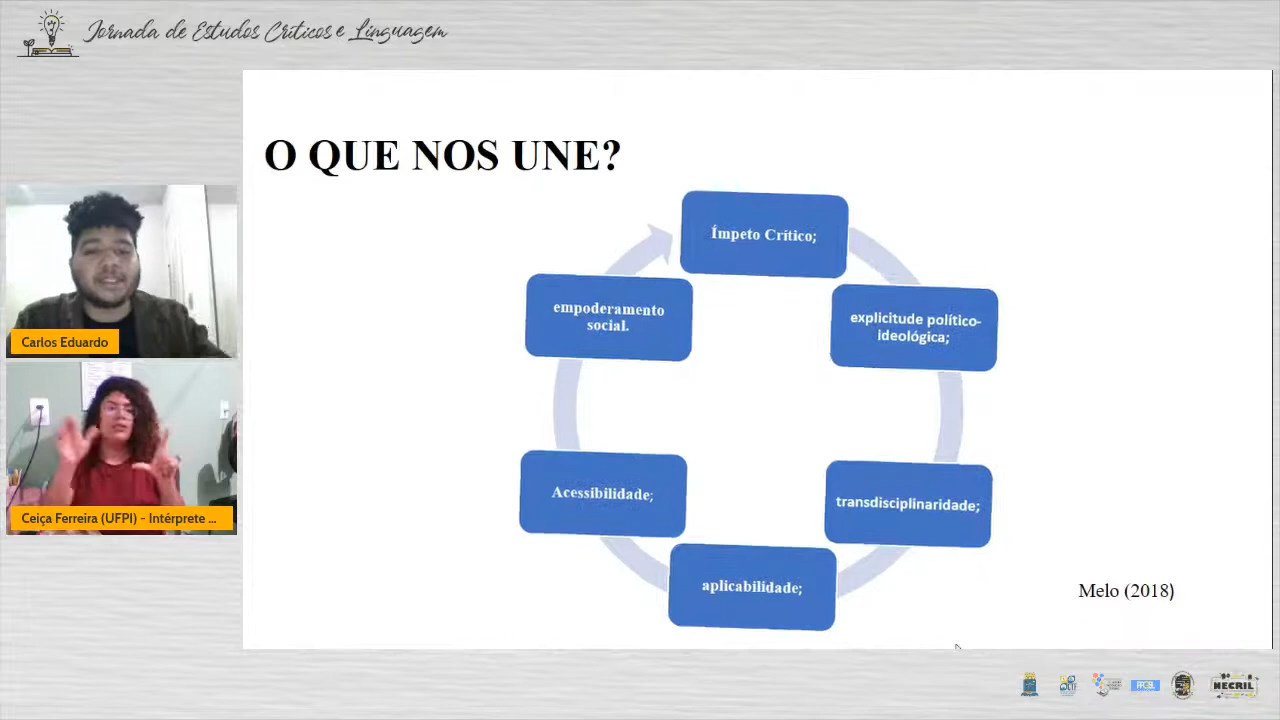 Jornada de Estudos Críticos e Linguagem
O QUE NOS UNE?
Ímpeto Crítico;
explicitude político-
ideológica;
transdisciplinaridade;
aplicabilidade;
Acessibilidade;
empoderamento
social.
Melo (2018)
Carlos Eduardo
Ceiça Ferreira (UFPI) - Intérprete ...
NECRIL